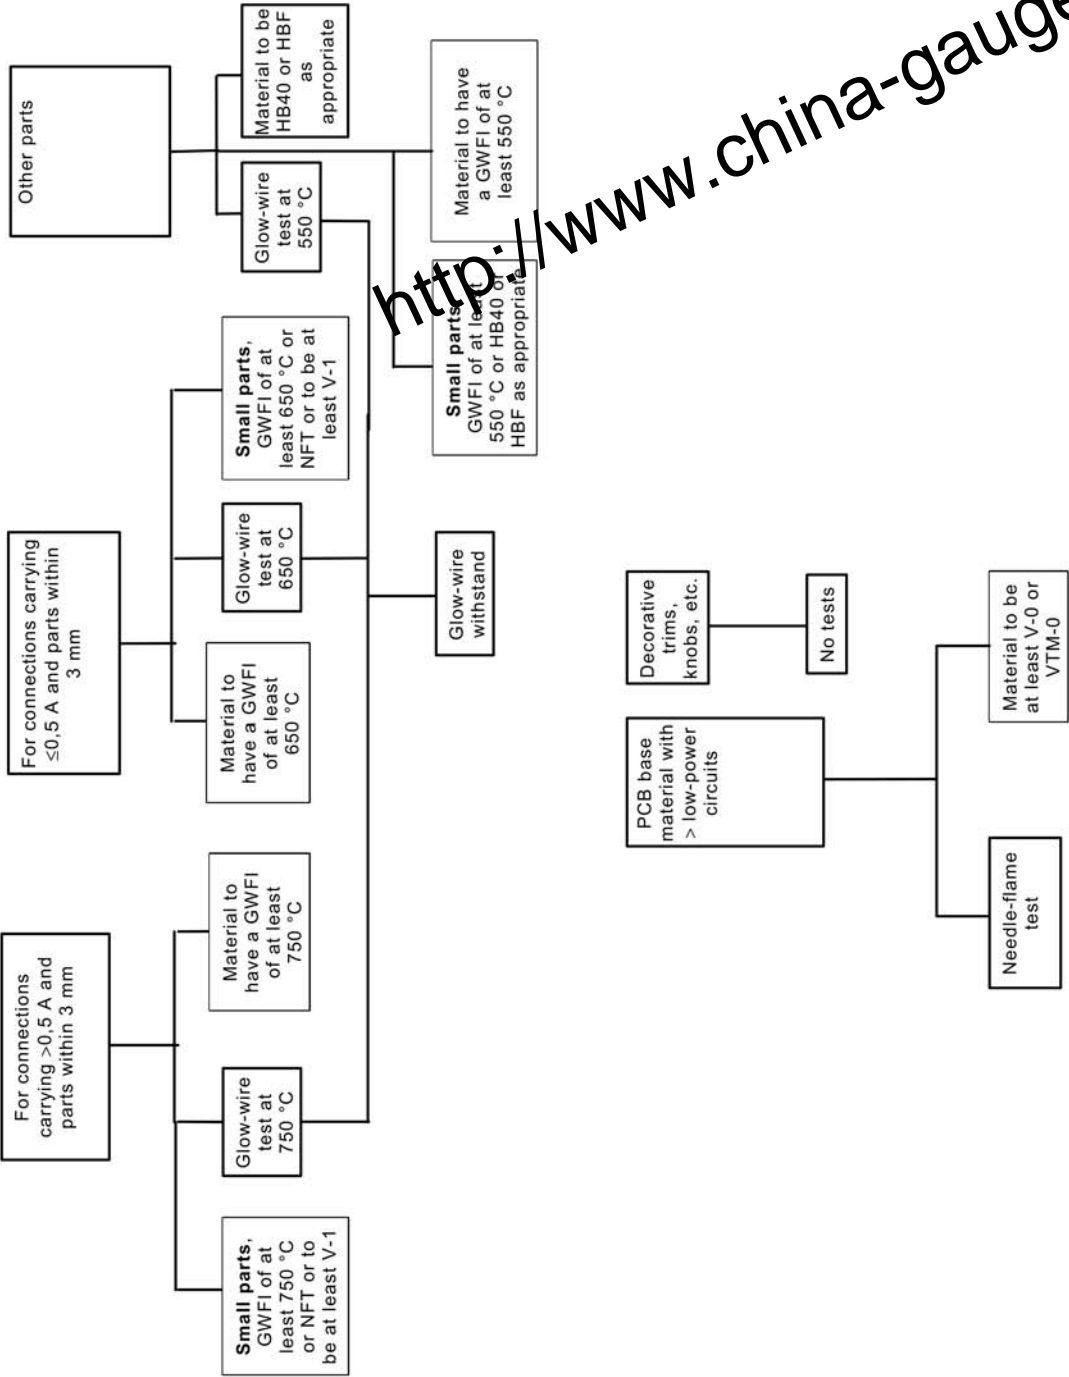 For connections
carrying >0,5 A and
parts within 3 mm
For connections carrying
≤0,5 A and parts within
3 mm
Other parts
Small parts,
GWFI of at
least 750 °C
or NFT or to
be at least V-1
Glow-wire
test at
750 °C
Material to
have a GWFI
of at least
750 °C
Material to
have a GWFI
of at least
650 °C
Glow-wire
test at
650 °C
Small parts,
GWFI of at
least 650 °C or
NFT or to be at
least V-1
Glow-wire
test at
550 °C
Material to be
HB40 or HBF
as
appropriate
Glow-wire
withstand
Small parts
GWFI of at least
550 °C or HB40 or
HBF as appropriate
Material to have
a GWFI of at
least 550 °C
PCB base
material with
> low-power
circuits
Decorative
trims,
knobs, etc.
No tests
Needle-flame
test
Material to be
at least V-0 or
VTM-0
http://www.china-gauge